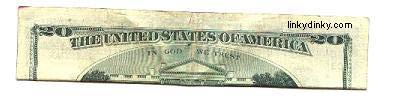 linkydinky.com
20 THE UNITED STATES OF AMERICA 20
IN GOD WE TRUST